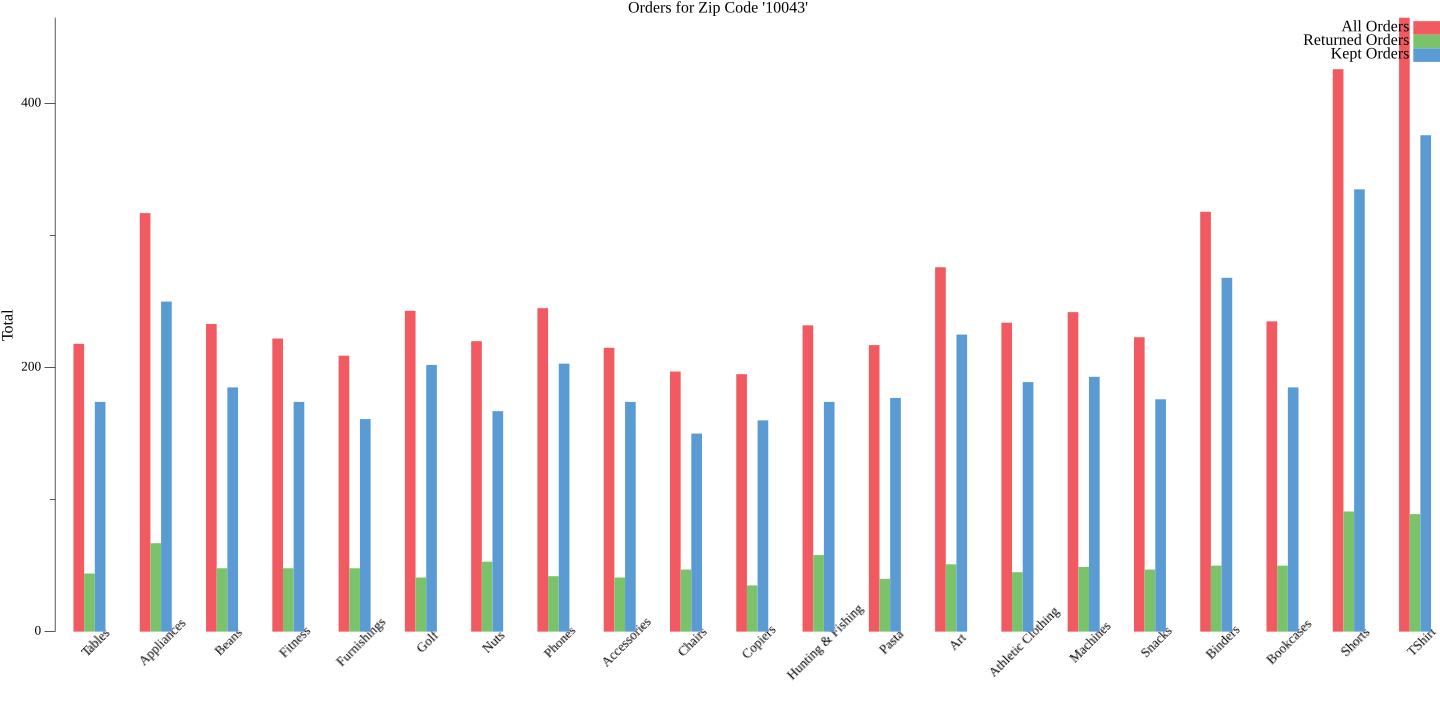 Orders for Zip Code '10043'
All Orders
Returned Orders
Kept Orders
Total
400
200
0
Tables
Appliances
Beans
Fitness
Furnishings
Golf
Nuts
Phones
Accessories
Chairs
Copiers
Hunting & Fishing
Pasta
Art
Athletic Clothing
Machines
Snacks
Binders
Bookcases
Shorts
TShirt